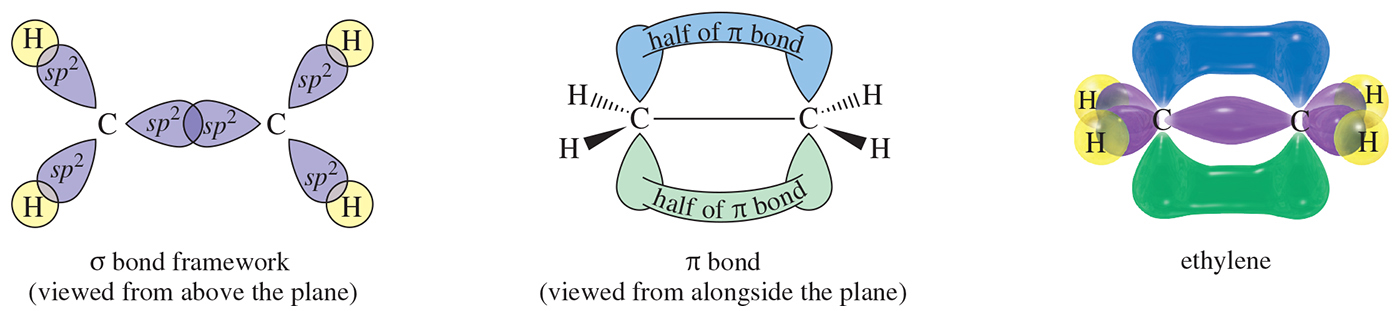 H
H
sp²
sp²
C
sp²
sp²
C
sp²
sp²
H
H
σ bond framework
(viewed from above the plane)
half of π bond
H
H
C
C
H
H
half of π bond
π bond
(viewed from alongside the plane)
H
H
C
C
H
H
ethylene